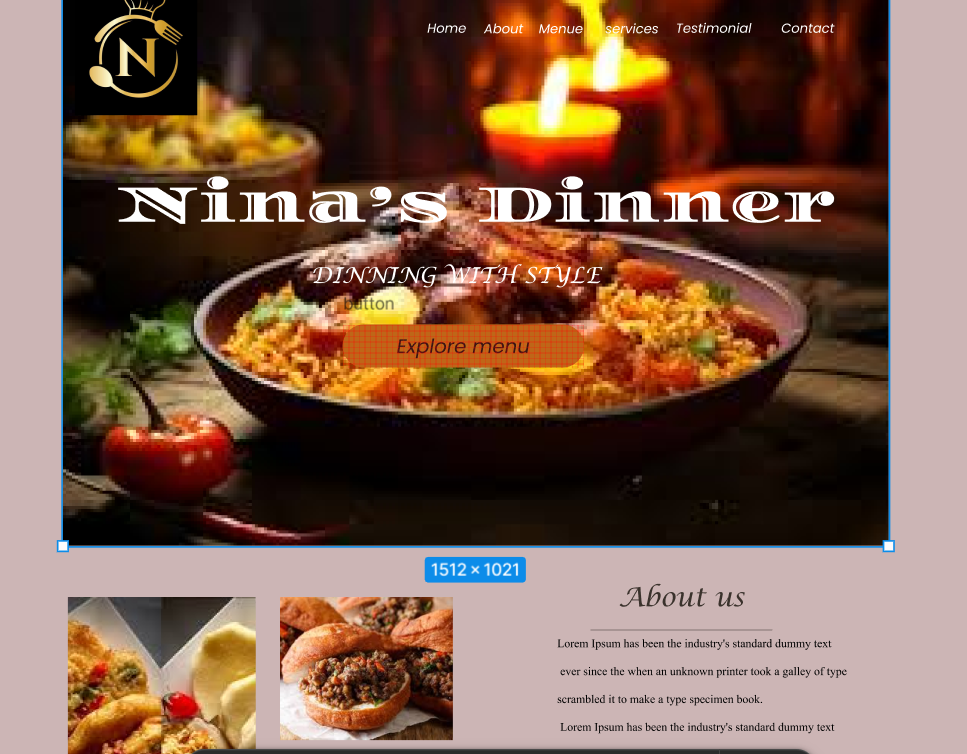 N
Home About Menue services Testimonial Contact
Nina's Dinner
DINNING WITH STYLE
button
Explore menu
1512 × 1021
About us
Lorem Ipsum has been the industry's standard dummy text
ever since the when an unknown printer took a galley of type
scrambled it to make a type specimen book.
Lorem Ipsum has been the industry's standard dummy text